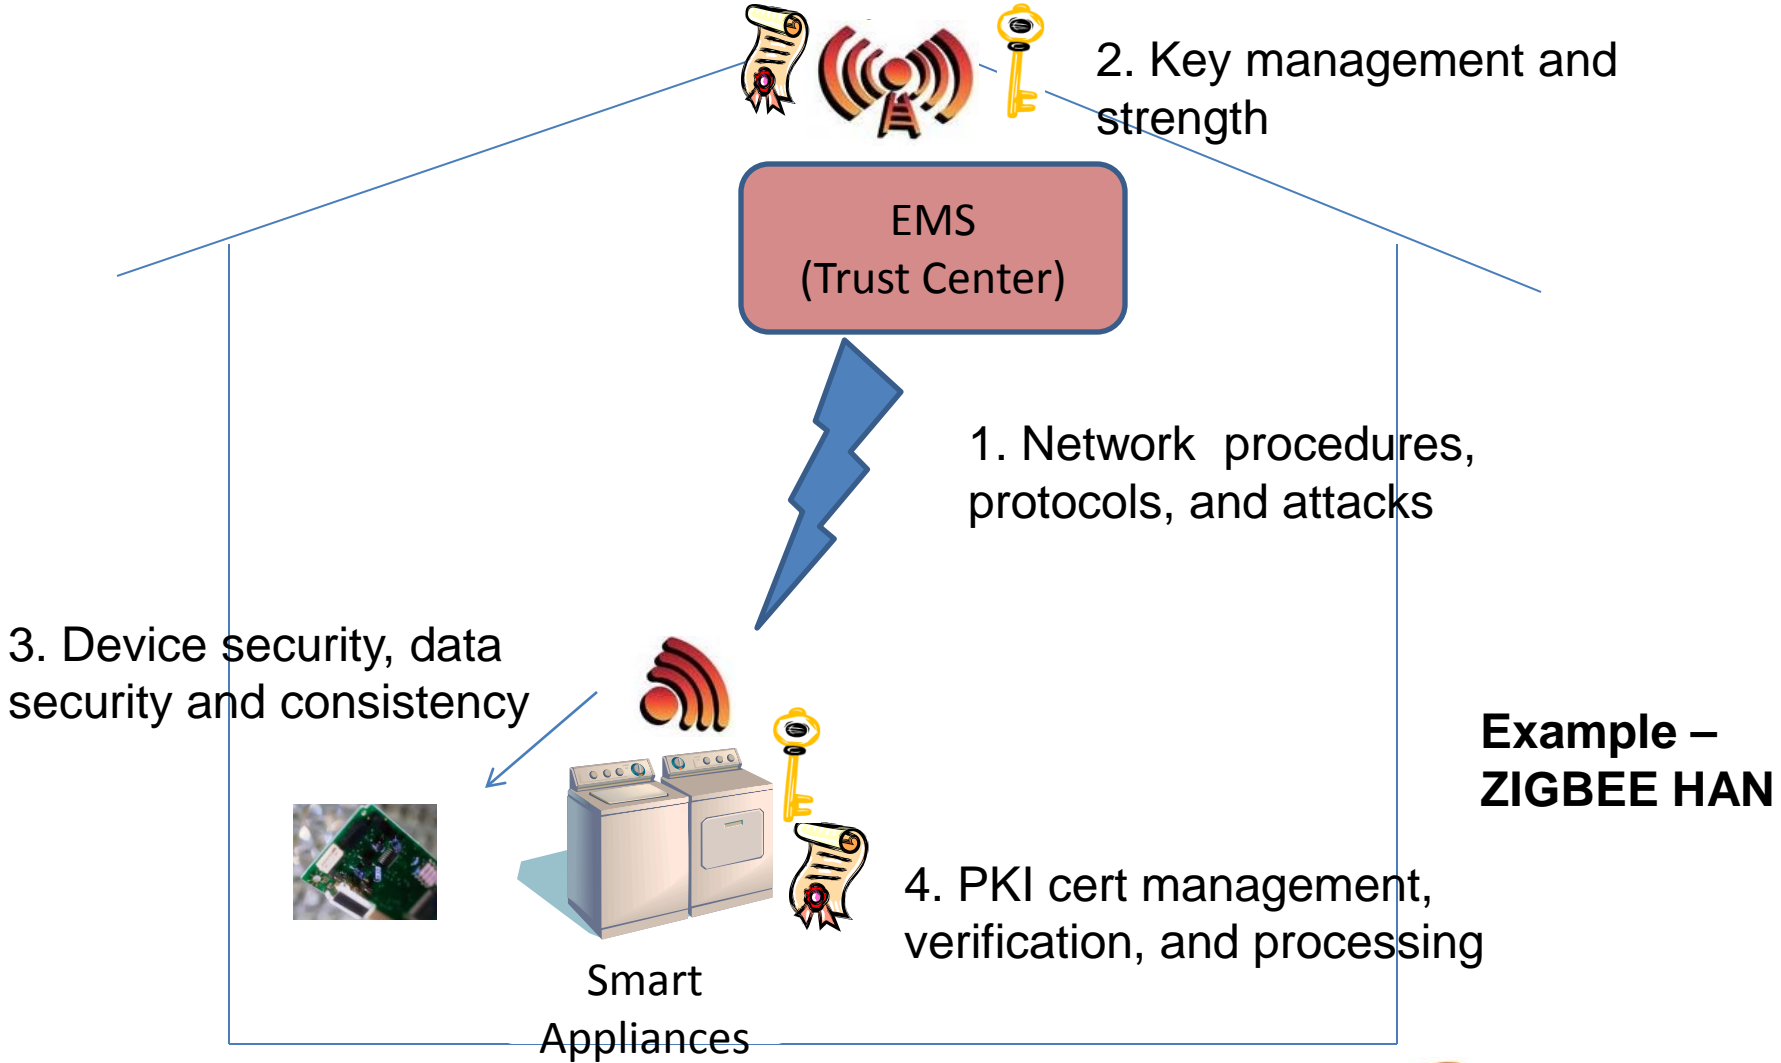 2. Key management and
strength
EMS
(Trust Center)
1. Network  procedures,
protocols, and attacks
3. Device security, data
security and consistency
Example –
ZIGBEE HAN
4. PKI cert management,
verification, and processing
Smart
Appliances